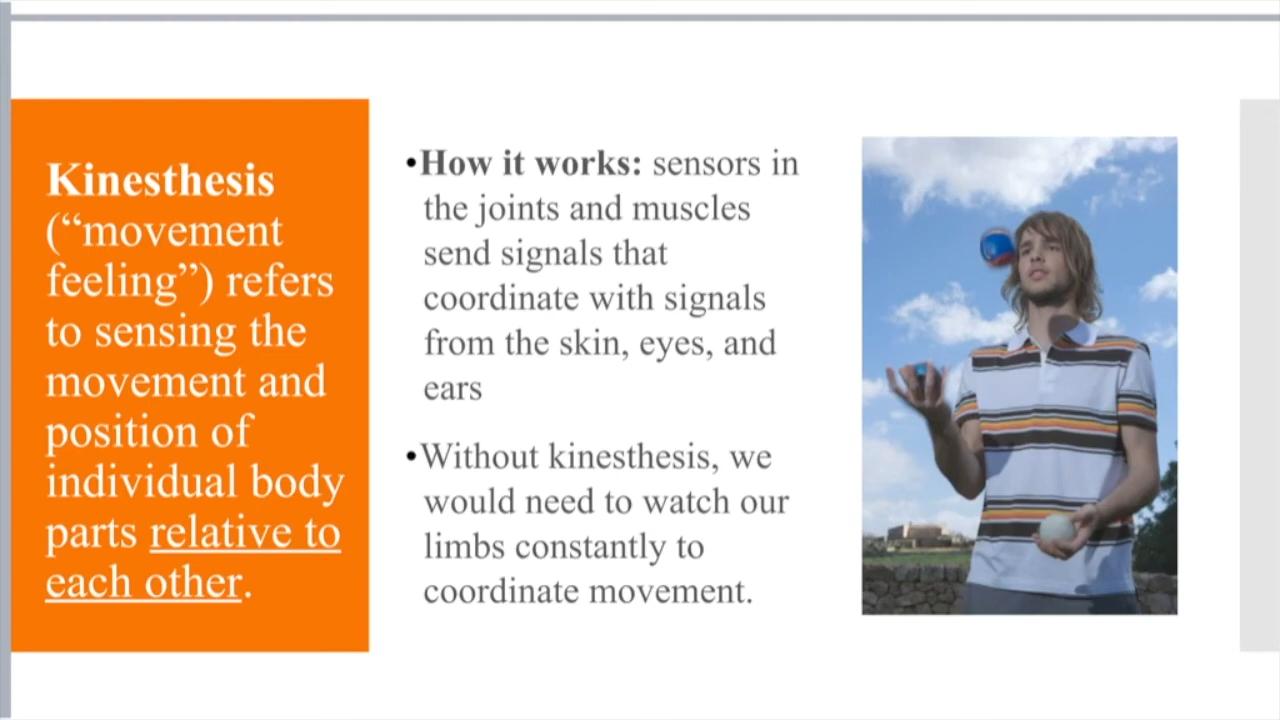 Kinesthesis
(“movement
feeling”) refers
to sensing the
movement and
position of
individual body
parts relative to
each other.
•How it works: sensors in
the joints and muscles
send signals that
coordinate with signals
from the skin, eyes, and
ears
•Without kinesthesis, we
would need to watch our
limbs constantly to
coordinate movement.